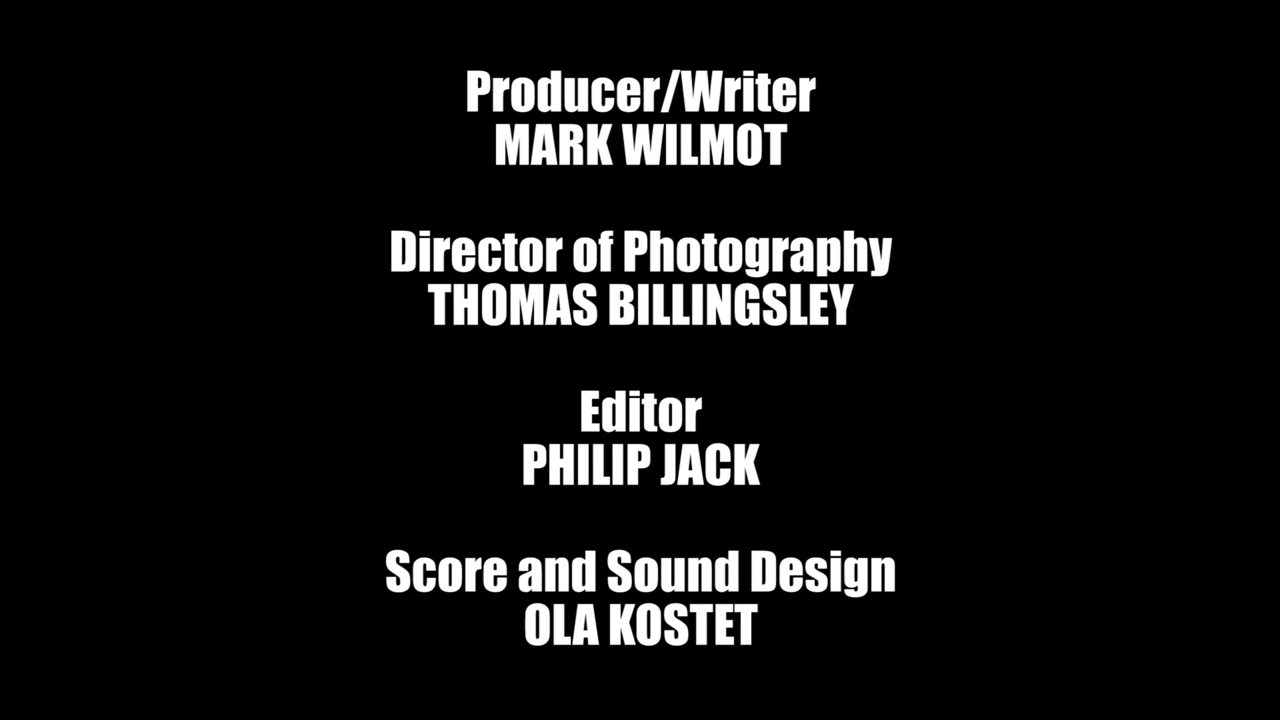 Producer/Writer
MARK WILMOT
Director of Photography
THOMAS BILLINGSLEY
Editor
PHILIP JACK
Score and Sound Design
OLA KOSTET